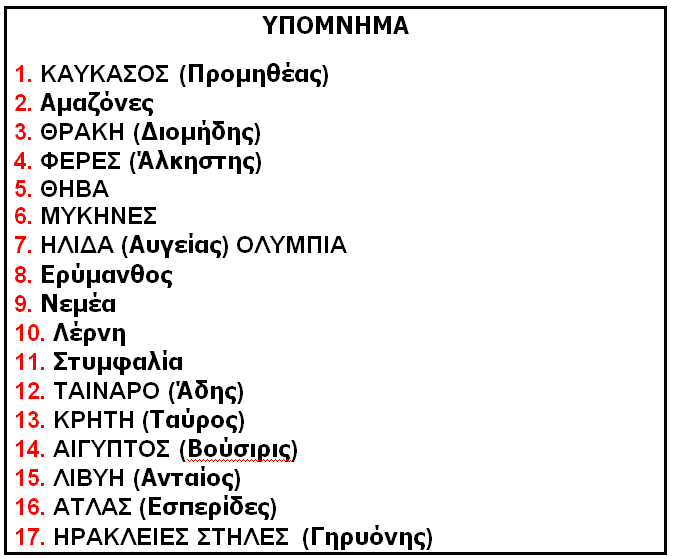 ΥΠΟΜΝΗΜΑ
1. ΚΑΥΚΑΣΟΣ (Προμηθέας)
2. Αμαζόνες
3. ΘΡΑΚΗ (Διομήδης)
4. ΦΕΡΕΣ (Άλκηστης)
5. ΘΗΒΑ
6. ΜΥΚΗΝΕΣ
7. ΗΛΙΔΑ (Αυγείας) ΟΛΥΜΠΙΑ
8. Ερύμανθος
9. Νεμέα
10. Λέρνη
11. Στυμφαλία
12. ΤΑΙΝΑΡΟ (Άδης)
13. ΚΡΗΤΗ (Ταύρος)
14. ΑΙΓΥΠΤΟΣ (Βούσιρις)
15. ΛΙΒΥΗ (Ανταίος)
16. ΑΤΛΑΣ (Εσπερίδες)
17. ΗΡΑΚΛΕΙΕΣ ΣΤΗΛΕΣ (Γηρυόνης)